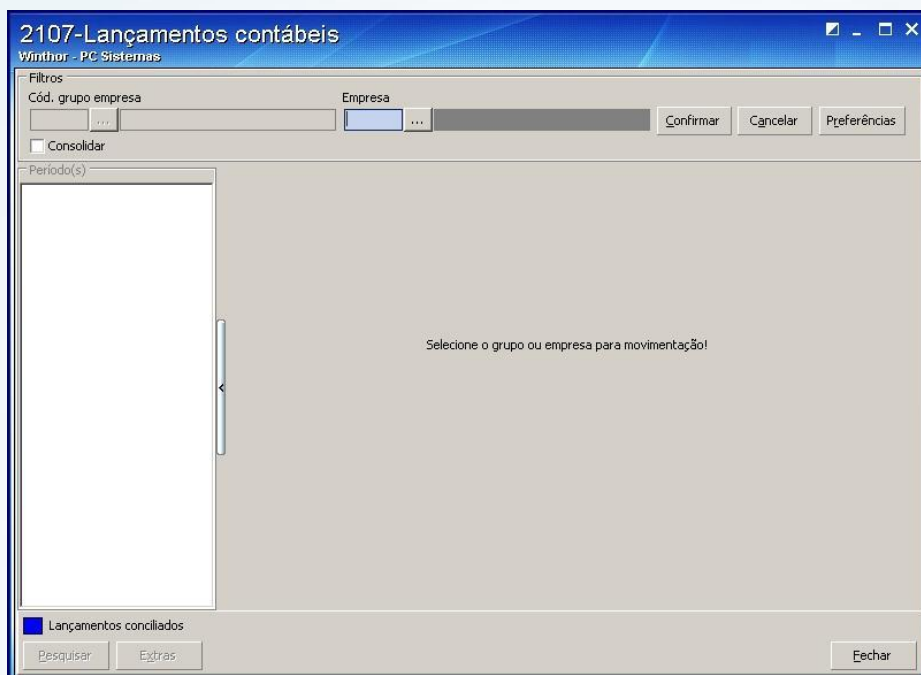 2107-Lançamentos contábeis
Winthor - PC Sistemas
Filtros
Cód. grupo empresa
Empresa
...
...
Confirmar
Cancelar
Preferências
Consolidar
Período(s)
Selecione o grupo ou empresa para movimentação!
Lançamentos conciliados
Pesquisar
Extras
Fechar